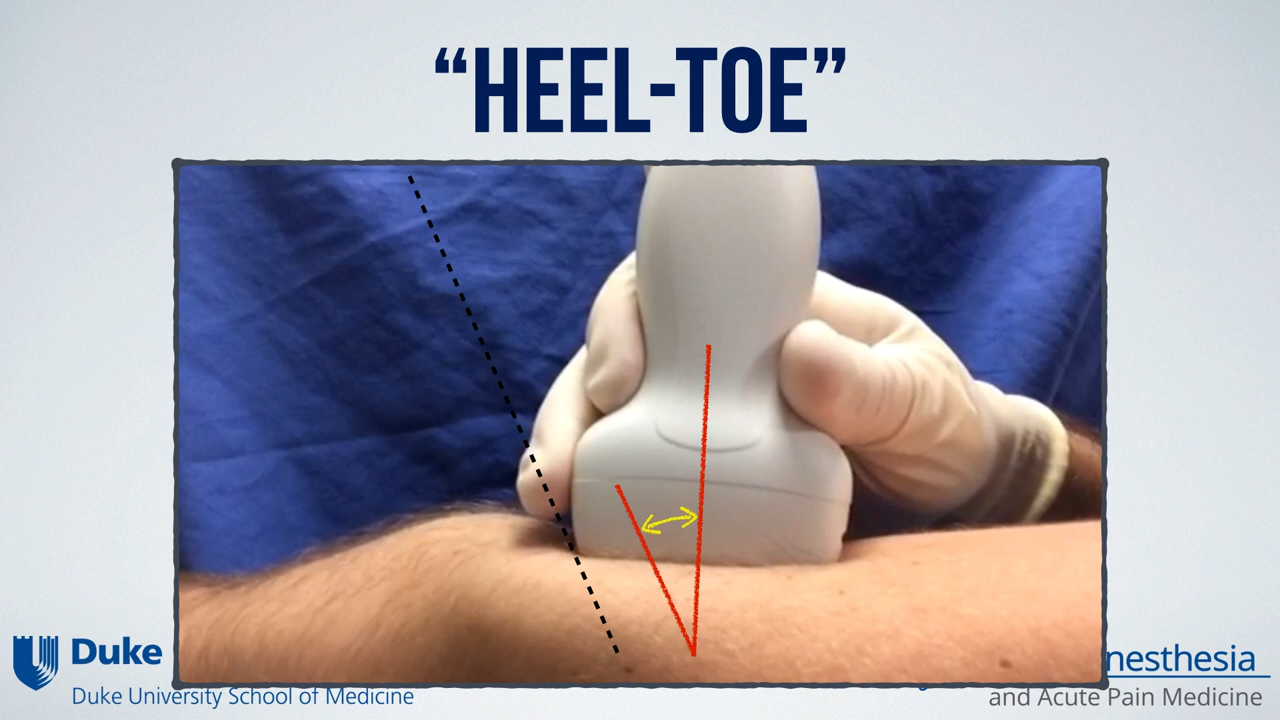 “HEEL-TOE”
Duke
nesthesia
Duke University School of Medicine
and Acute Pain Medicine